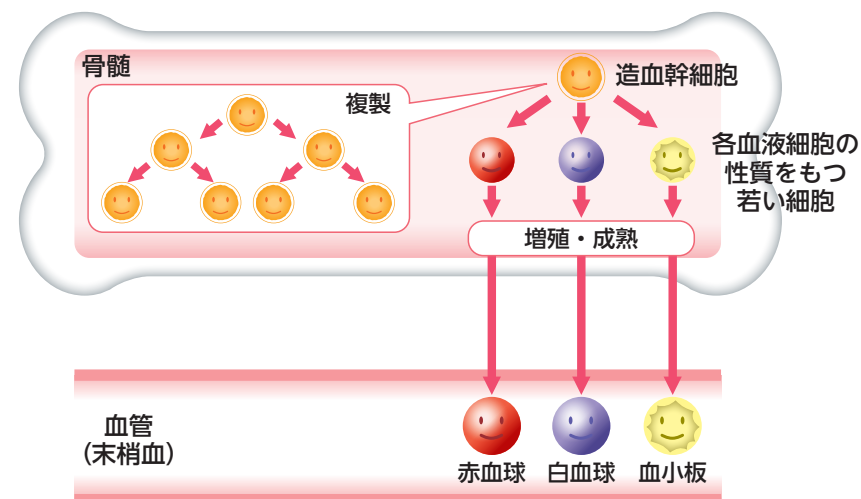 骨髄
複製
造血幹細胞
各血液細胞の
性質をもつ
若い細胞
増殖・成熟
血管
(末梢血)
赤血球
白血球
血小板